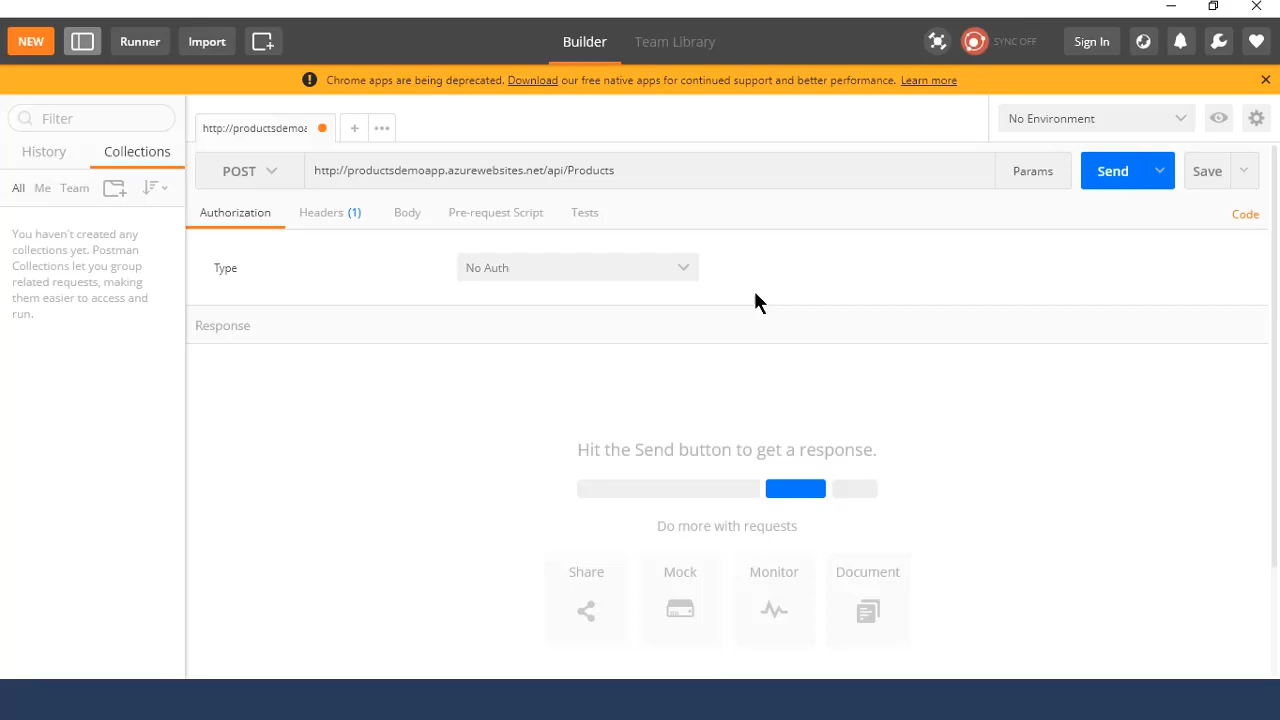 NEW
Runner
Import
Builder
Team Library
SYNC OFF
Sign In
Chrome apps are being deprecated. Download our free native apps for continued support and better performance. Learn more
Filter
History
Collections
All
Me
Team
You haven't created any
collections yet. Postman
Collections let you group
related requests, making
them easier to access and
run.
http://productsdemoa
No Environment
POST
http://productsdemoapp.azurewebsites.net/api/Products
Params
Send
Save
Authorization
Headers (1)
Body
Pre-request Script
Tests
Code
Type
No Auth
Response
Hit the Send button to get a response.
Do more with requests
Share
Mock
Monitor
Document